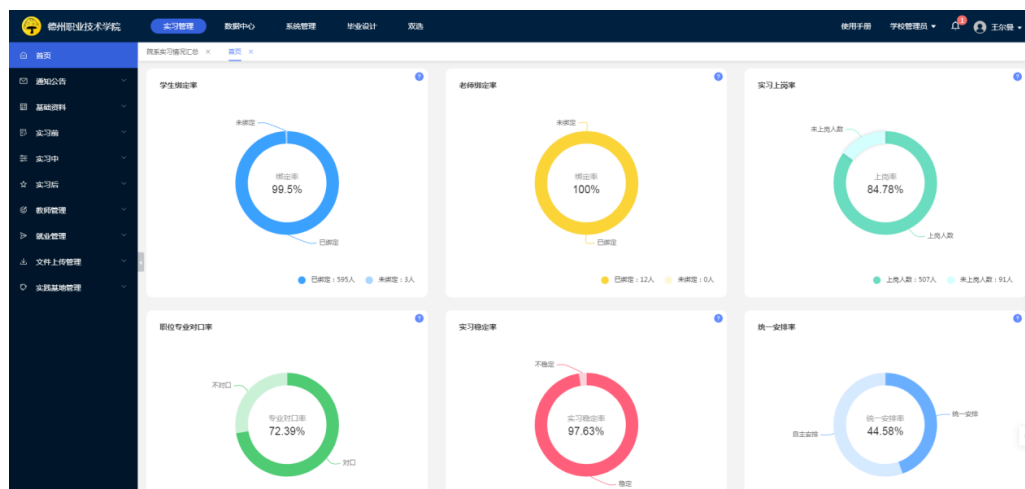 德州职业技术学院
实习管理
数据中心
系统管理
毕业设计
双选
使用手册
学校管理员
1
院系实习情况汇总 ×
首页 ×
首页
通知公告
基础资料
实习前
实习中
实习后
教师管理
就业管理
文件上传管理
实践基地管理
学生绑定率
?
未绑定
绑定率
99.5%
已绑定
已绑定：595人
未绑定：3人
老师绑定率
?
未绑定
绑定率
100%
已绑定
已绑定：12人
未绑定：0人
实习上岗率
?
未上岗人数
上岗率
84.78%
上岗人数
上岗人数：507人
未上岗人数：91人
职位专业对口率
?
不对口
专业对口率
72.39%
对口
实习稳定率
?
不稳定
实习稳定率
97.63%
稳定
统一安排率
?
统一安排率
44.58%
统一安排
自主安排